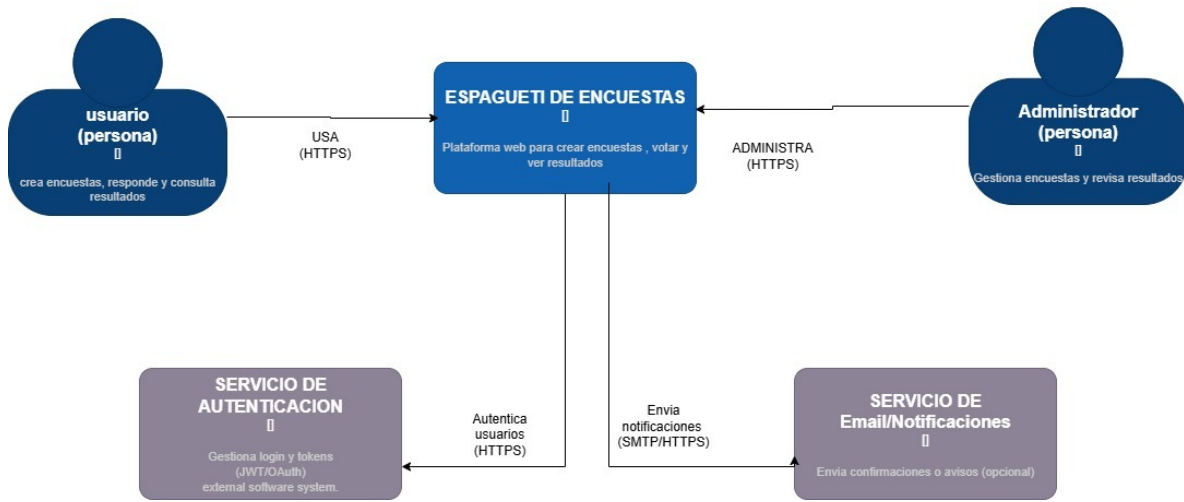 usuario
(persona)
[]
crea encuestas, responde y consulta
resultados
USA
(HTTPS)
ESPAGUETI DE ENCUESTAS
[]
Plataforma web para crear encuestas , votar y
ver resultados
ADMINISTRA
(HTTPS)
Administrador
(persona)
[]
Gestiona encuestas y revisa resultados
SERVICIO DE
AUTENTICACION
[]
Gestiona login y tokens
(JWT/OAuth)
external software system.
Autentica
usuarios
(HTTPS)
Envia
notificaciones
(SMTP/HTTPS)
SERVICIO DE
Email/Notificaciones
[]
Envia confirmaciones o avisos (opcional)